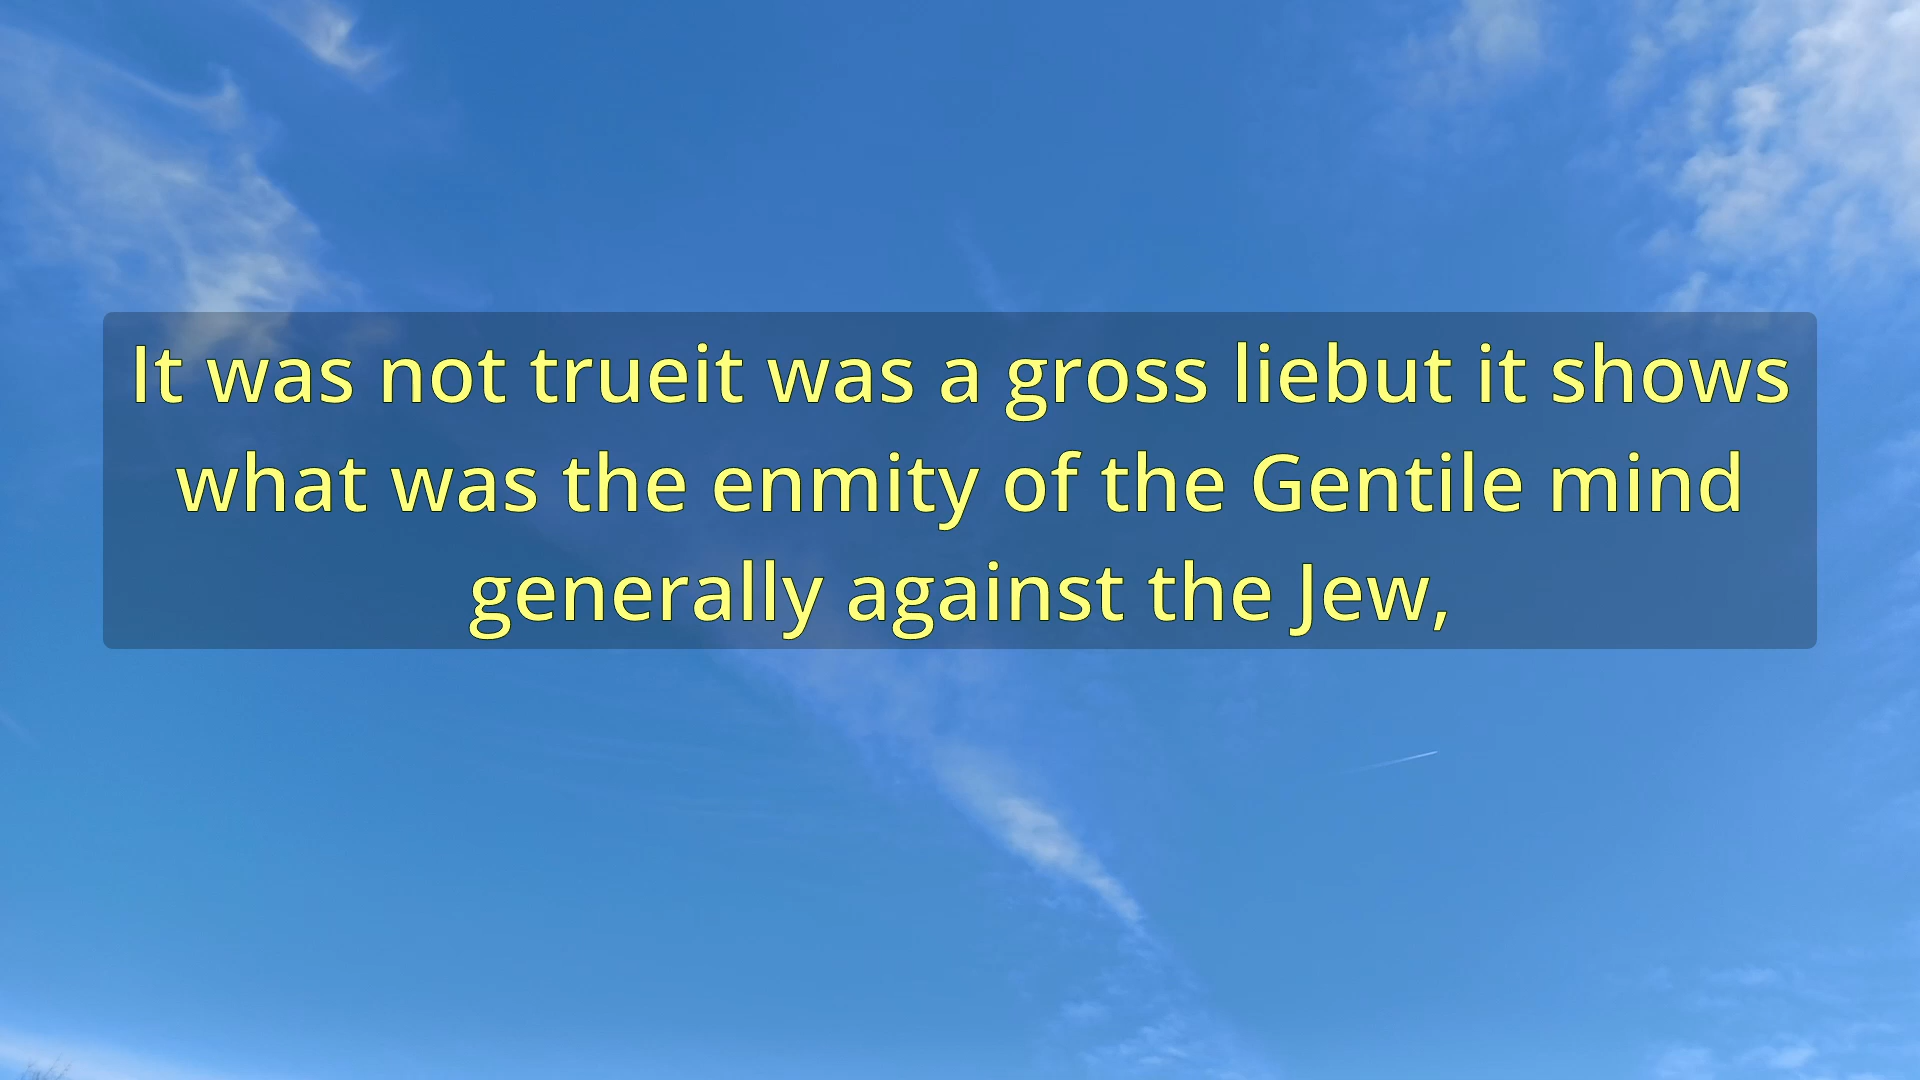 It was not trueit was a gross liebut it shows
what was the enmity of the Gentile mind
generally against the Jew,